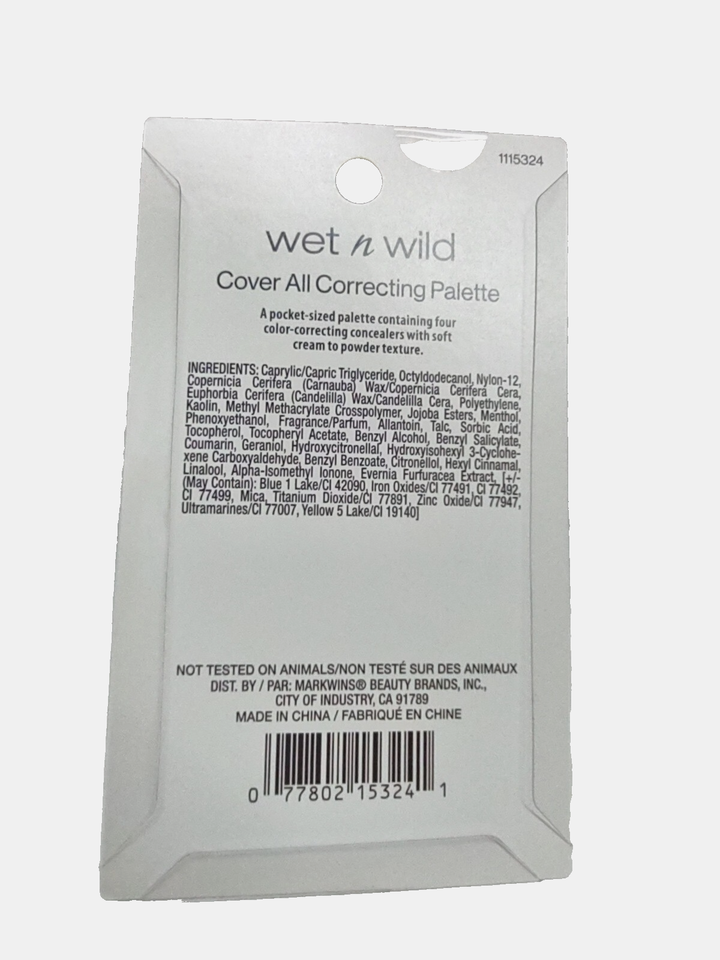 1115324
wet n wild
Cover All Correcting Palette
A pocket-sized palette containing four
color-correcting concealers with soft
cream to powder texture.
INGREDIENTS: Caprylic/Capric Triglyceride, Octyldodecanol, Nylon-12,
Copernicia Cerifera (Carnauba) Wax/Copernicia Cerifera Cera,
Euphorbia Cerifera (Candelilla) Wax/Candelilla Cera, Polyethylene,
Kaolin, Methyl Methacrylate Crosspolymer, Jojoba Esters, Menthol,
Phenoxyethanol, Fragrance/Parfum, Allantoin, Talc, Sorbic Acid,
Tocopherol, Tocopheryl Acetate, Benzyl Alcohol, Benzyl Salicylate,
Coumarin, Geraniol, Hydroxycitronellal, Hydroxyisohexyl 3-Cyclohe-
xene Carboxyaldehyde, Benzyl Benzoate, Citronellol, Hexyl Cinnamal,
Linalool, Alpha-Isomethyl Ionone, Evernia Furfuracea Extract, [+/-
(May Contain): Blue 1 Lake/CI 42090, Iron Oxides/CI 77491, CI 77492,
CI 77499, Mica, Titanium Dioxide/CI 77891, Zinc Oxide/CI 77947,
Ultramarines/CI 77007, Yellow 5 Lake/CI 19140]
NOT TESTED ON ANIMALS/NON TESTÉ SUR DES ANIMAUX
DIST. BY / PAR: MARKWINS® BEAUTY BRANDS, INC.,
CITY OF INDUSTRY, CA 91789
MADE IN CHINA / FABRIQUÉ EN CHINE
0 77802 15324 1